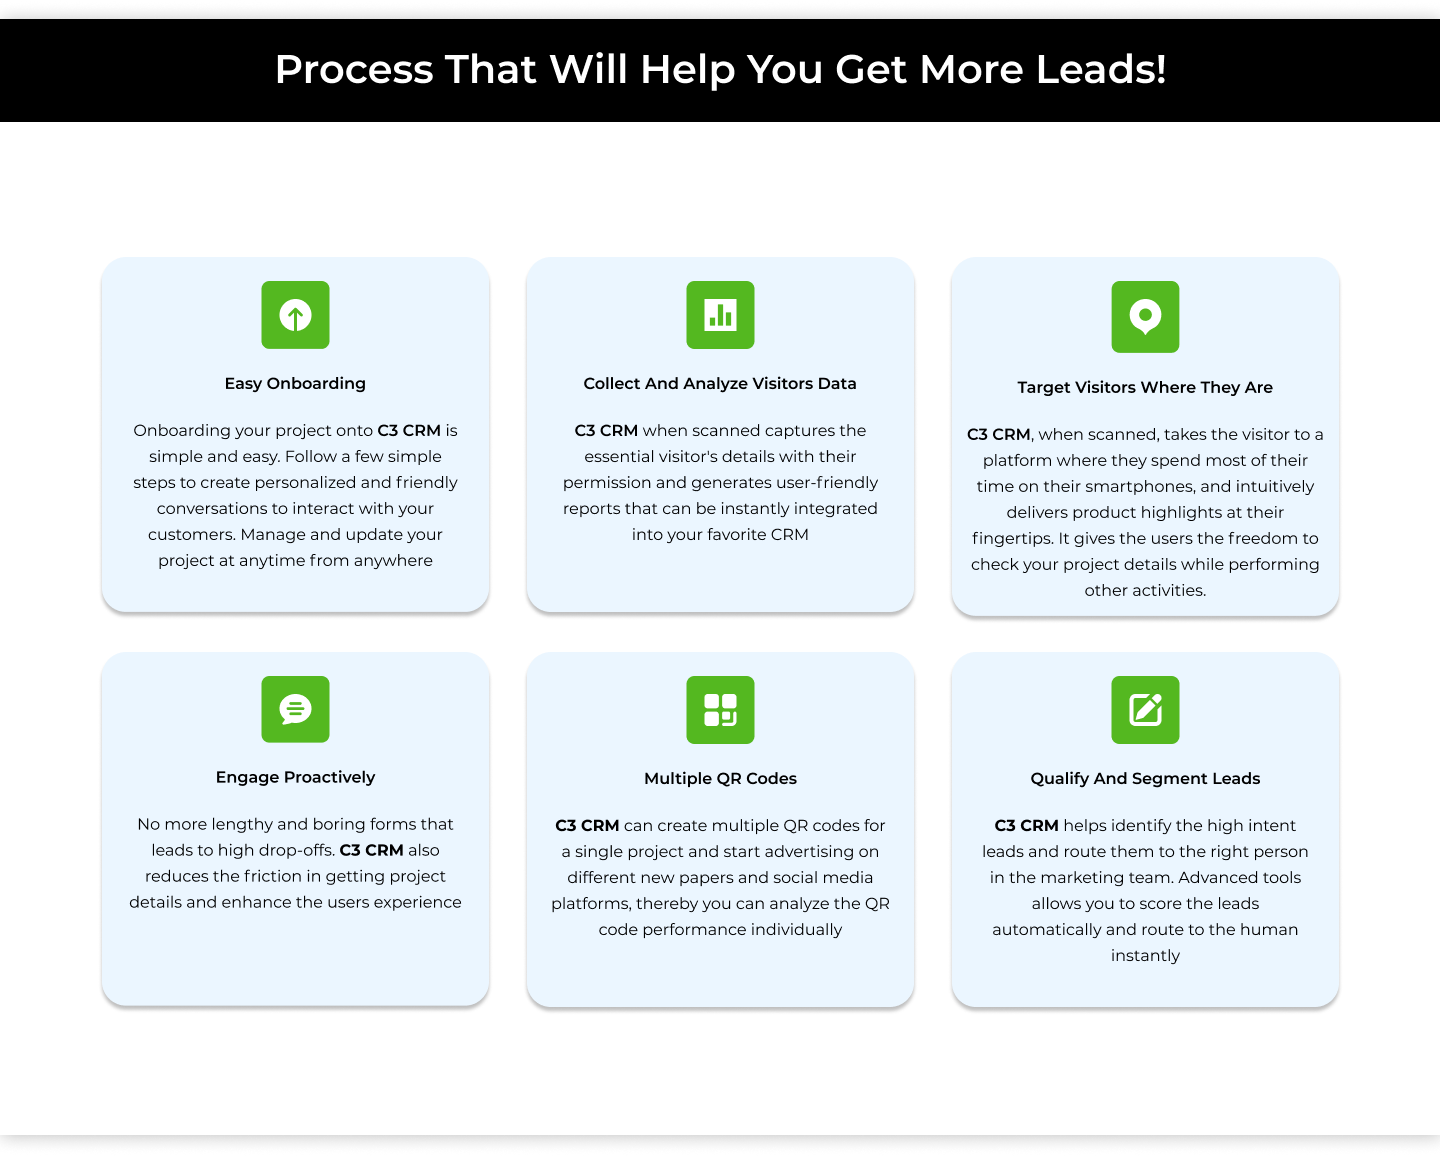 Process That Will Help You Get More Leads!
Easy Onboarding
Onboarding your project onto C3 CRM is
simple and easy. Follow a few simple
steps to create personalized and friendly
conversations to interact with your
customers. Manage and update your
project at anytime from anywhere
Collect And Analyze Visitors Data
C3 CRM when scanned captures the
essential visitor's details with their
permission and generates user-friendly
reports that can be instantly integrated
into your favorite CRM
Target Visitors Where They Are
C3 CRM, when scanned, takes the visitor to a
platform where they spend most of their
time on their smartphones, and intuitively
delivers product highlights at their
fingertips. It gives the users the freedom to
check your project details while performing
other activities.
Engage Proactively
No more lengthy and boring forms that
leads to high drop-offs. C3 CRM also
reduces the friction in getting project
details and enhance the users experience
Multiple QR Codes
C3 CRM can create multiple QR codes for
a single project and start advertising on
different new papers and social media
platforms, thereby you can analyze the QR
code performance individually
Qualify And Segment Leads
C3 CRM helps identify the high intent
leads and route them to the right person
in the marketing team. Advanced tools
allows you to score the leads
automatically and route to the human
instantly